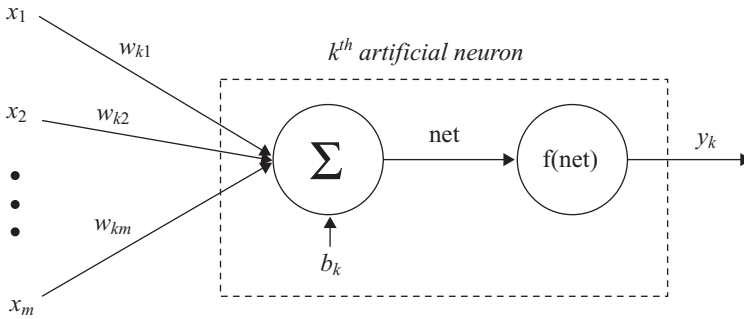 x1
wk1
kth artificial neuron
x2
wk2
net
yk
Σ
f(net)
wkm
bk
xm